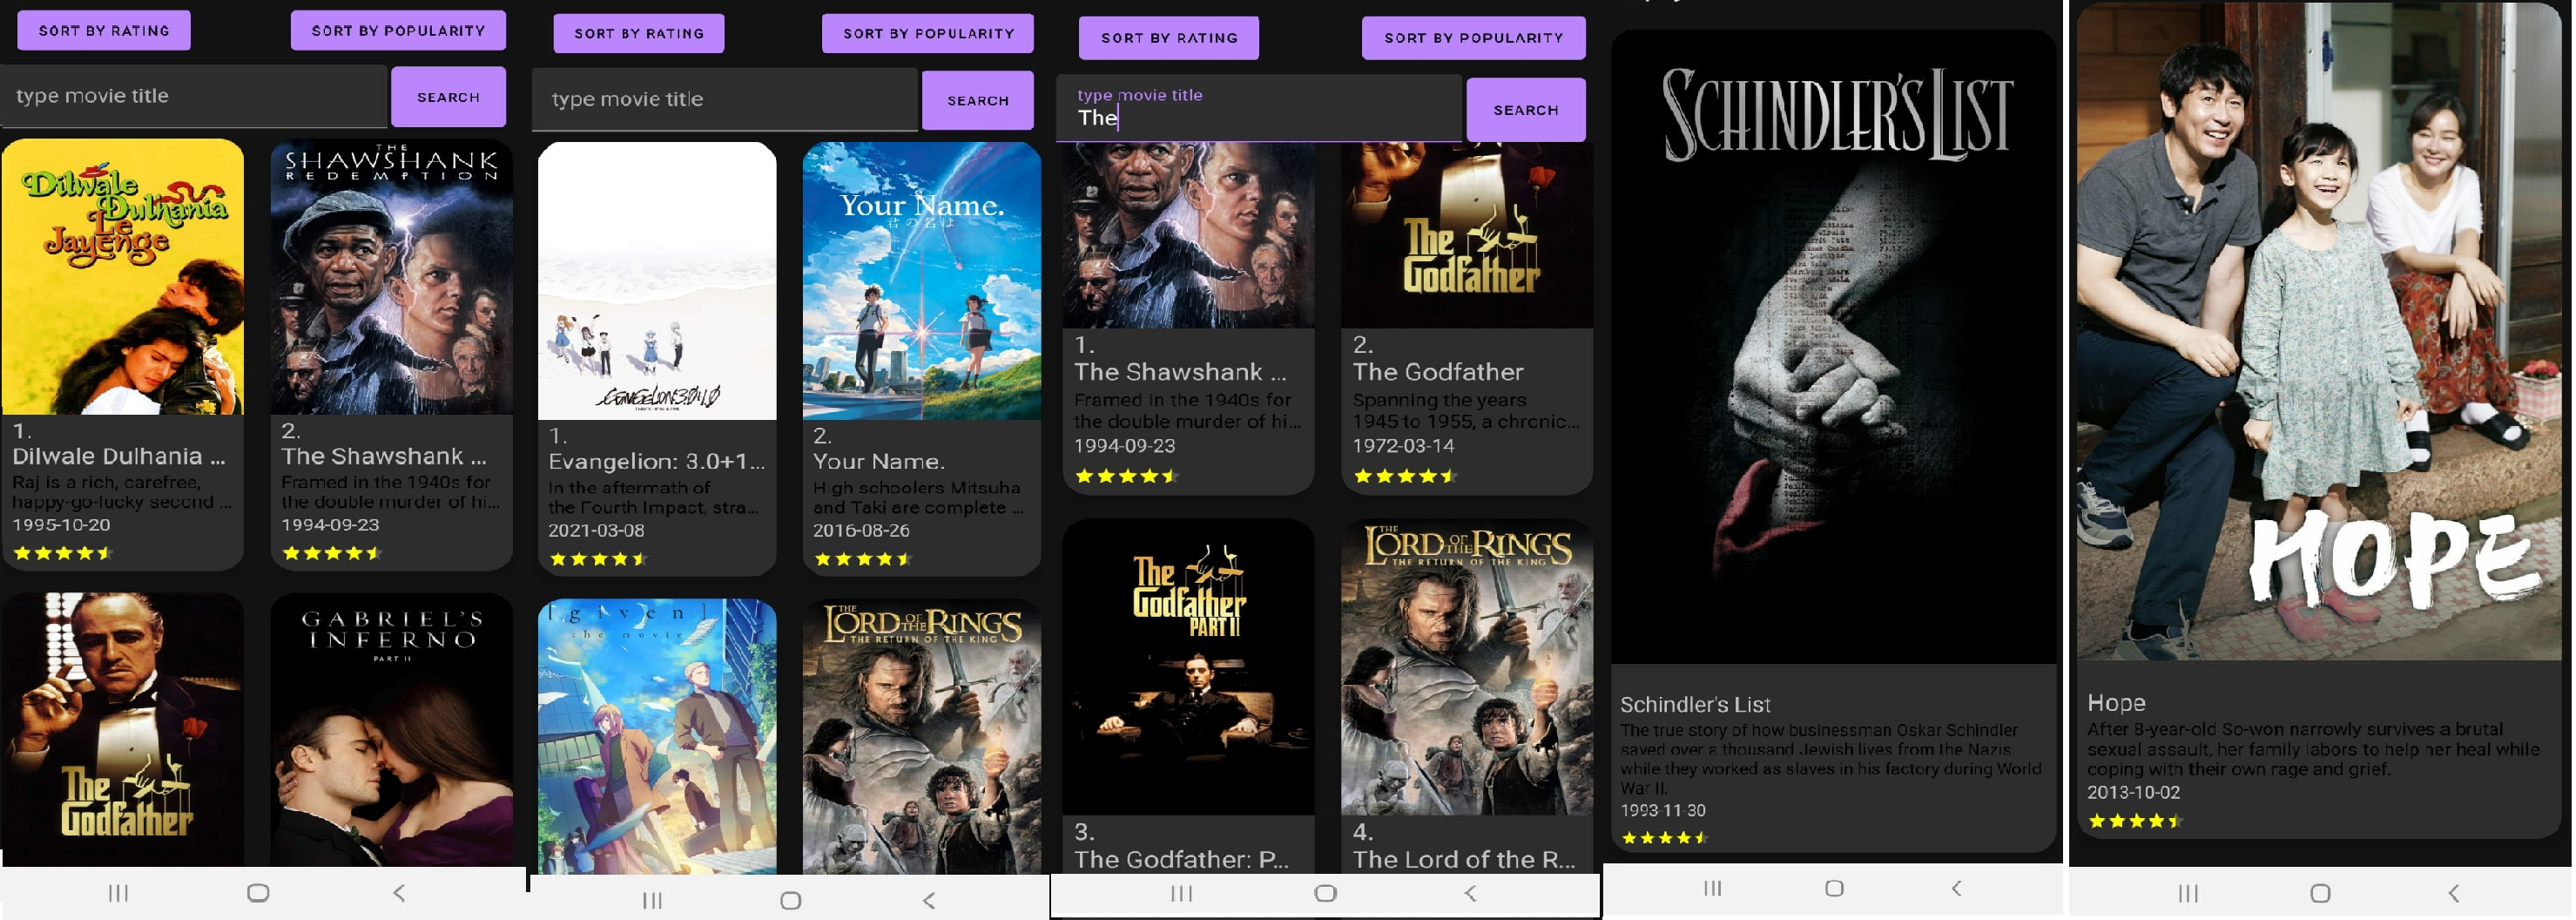 SORT BY RATING
SORT BY POPULARITY
type movie title
SEARCH
Dilwale
Dulhania
Le
Jayenge
1.
Dilwale Dulhania ...
Raj is a rich, carefree,
happy-go-lucky second ...
1995-10-20
THE
SHAWSHANK
REDEMPTION
2.
The Shawshank ...
Framed in the 1940s for
the double murder of hi...
1994-09-23
The
Godfather
GABRIEL'S
INFERNO
PART II
SORT BY RATING
SORT BY POPULARITY
type movie title
SEARCH
EVANGELION:3.0+1.0
1.
Evangelion: 3.0+1...
In the aftermath of
the Fourth Impact, stra...
2021-03-08
Your Name.
君の名は
2.
Your Name.
High schoolers Mitsuha
and Taki are complete ...
2016-08-26
[given]
the movie
THE
LORD OF THE RINGS
THE RETURN OF THE KING
SORT BY RATING
SORT BY POPULARITY
type movie title
The
SEARCH
1.
The Shawshank ...
Framed in the 1940s for
the double murder of hi...
1994-09-23
The
Godfather
2.
The Godfather
Spanning the years
1945 to 1955, a chronic...
1972-03-14
The
Godfather
PART II
3.
The Godfather: P...
THE
LORD OF THE RINGS
THE RETURN OF THE KING
4.
The Lord of the R...
SCHINDLER'S LIST
Schindler's List
The true story of how businessman Oskar Schindler
saved over a thousand Jewish lives from the Nazis
while they worked as slaves in his factory during World
War II.
1993-11-30
HOPE
Hope
After 8-year-old So-won narrowly survives a brutal
sexual assault, her family labors to help her heal while
coping with their own rage and grief.
2013-10-02